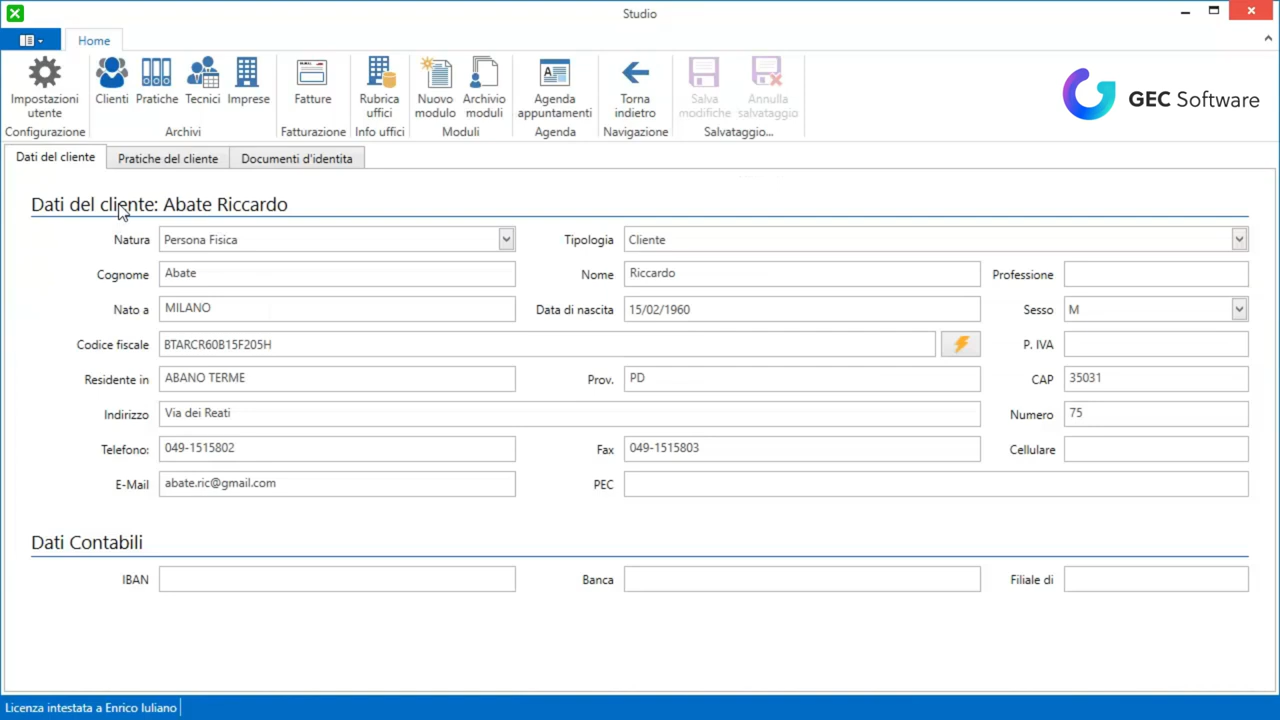 Studio
Home
Impostazioni utente
Clienti
Pratiche
Tecnici
Imprese
Fatture
Rubrica uffici
Nuovo modulo
Archivio moduli
Agenda appuntamenti
Torna indietro
Salva modifiche
Annulla salvataggio
GEC Software
Configurazione
Archivi
Fatturazione
Info uffici
Moduli
Agenda
Navigazione
Salvataggio...
Dati del cliente
Pratiche del cliente
Documenti d'identita
Dati del cliente: Abate Riccardo
Natura Persona Fisica Tipologia Cliente
Cognome Abate Nome Riccardo Professione
Nato a MILANO Data di nascita 15/02/1960 Sesso M
Codice fiscale BTARCR60B15F205H P. IVA
Residente in ABANO TERME Prov. PD CAP 35031
Indirizzo Via dei Reati Numero 75
Telefono: 049-1515802 Fax 049-1515803 Cellulare
E-Mail abate.ric@gmail.com PEC
Dati Contabili
IBAN Banca Filiale di
Licenza intestata a Enrico Iuliano